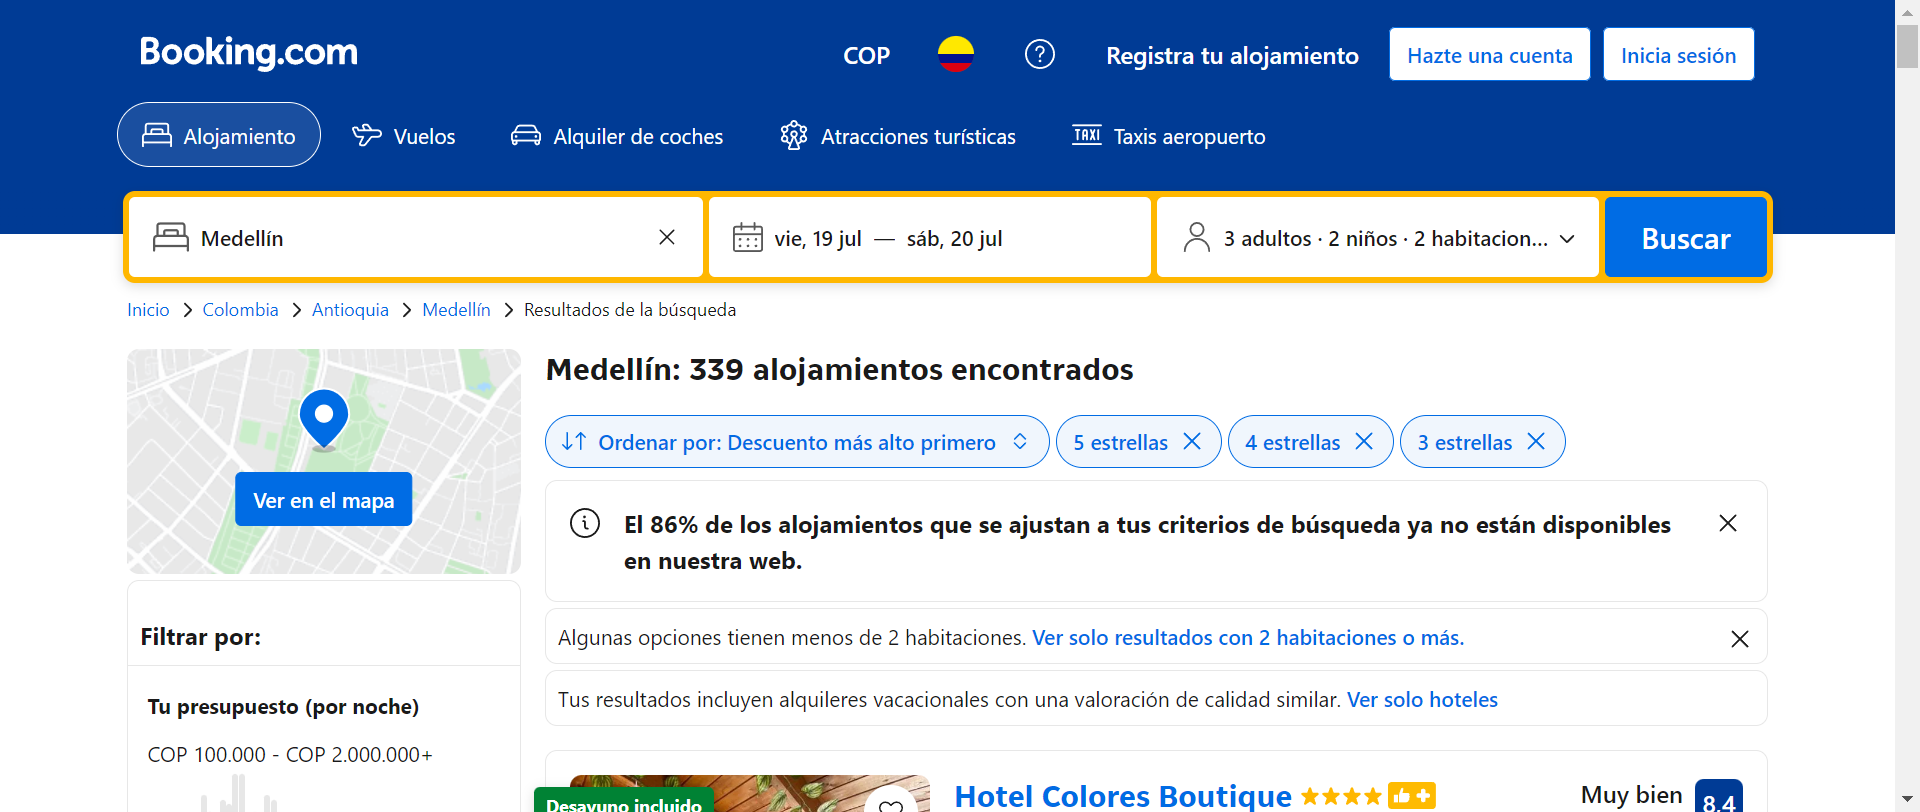 Booking.com
COP
Registra tu alojamiento
Hazte una cuenta
Inicia sesión
Alojamiento
Vuelos
Alquiler de coches
Atracciones turísticas
TAXI
Taxis aeropuerto
Medellín
vie, 19 jul — sáb, 20 jul
3 adultos · 2 niños · 2 habitacion...
Buscar
Inicio > Colombia > Antioquia > Medellín > Resultados de la búsqueda
Ver en el mapa
Filtrar por:
Tu presupuesto (por noche)
COP 100.000 - COP 2.000.000+
Medellín: 339 alojamientos encontrados
Ordenar por: Descuento más alto primero
5 estrellas
4 estrellas
3 estrellas
El 86% de los alojamientos que se ajustan a tus criterios de búsqueda ya no están disponibles
en nuestra web.
Algunas opciones tienen menos de 2 habitaciones. Ver solo resultados con 2 habitaciones o más.
Tus resultados incluyen alquileres vacacionales con una valoración de calidad similar. Ver solo hoteles
Desayuno incluido
Hotel Colores Boutique
Muy bien
8,4